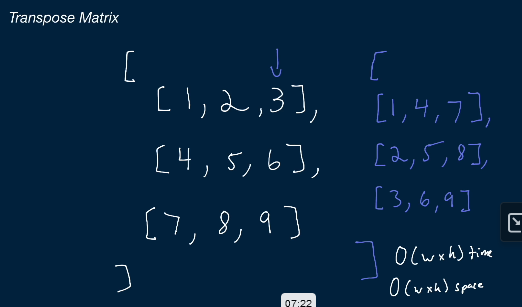 Transpose Matrix
[
[1, 2, 3],
[4, 5, 6],
[7, 8, 9]
]
[
[1, 4, 7],
[2, 5, 8],
[3, 6, 9]
]
O(w x h) time
O(w x h) space
07:22